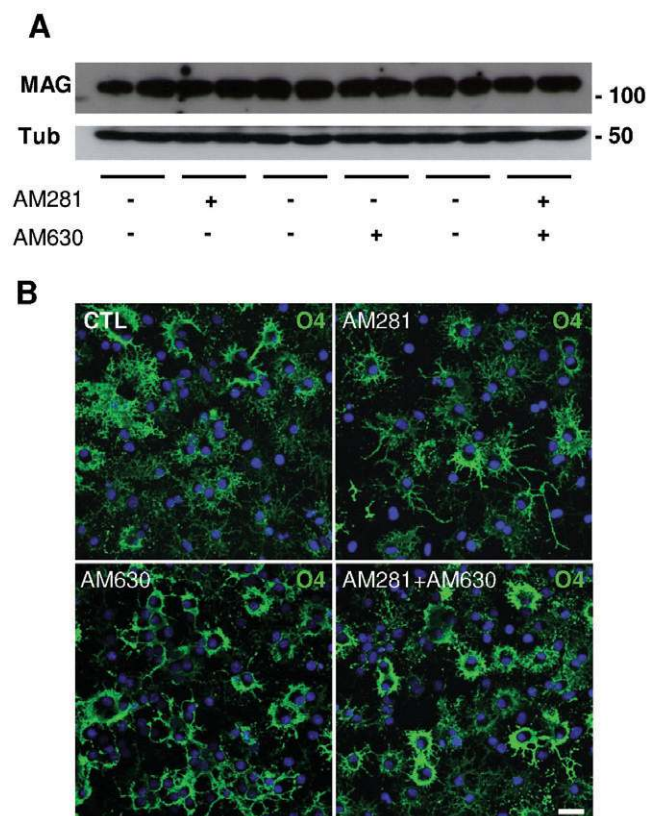 A
MAG - 100
Tub - 50
AM281 - + - - - +
AM630 - - - + - +
B
CTL O4 AM281 O4
AM630 O4 AM281+AM630 O4